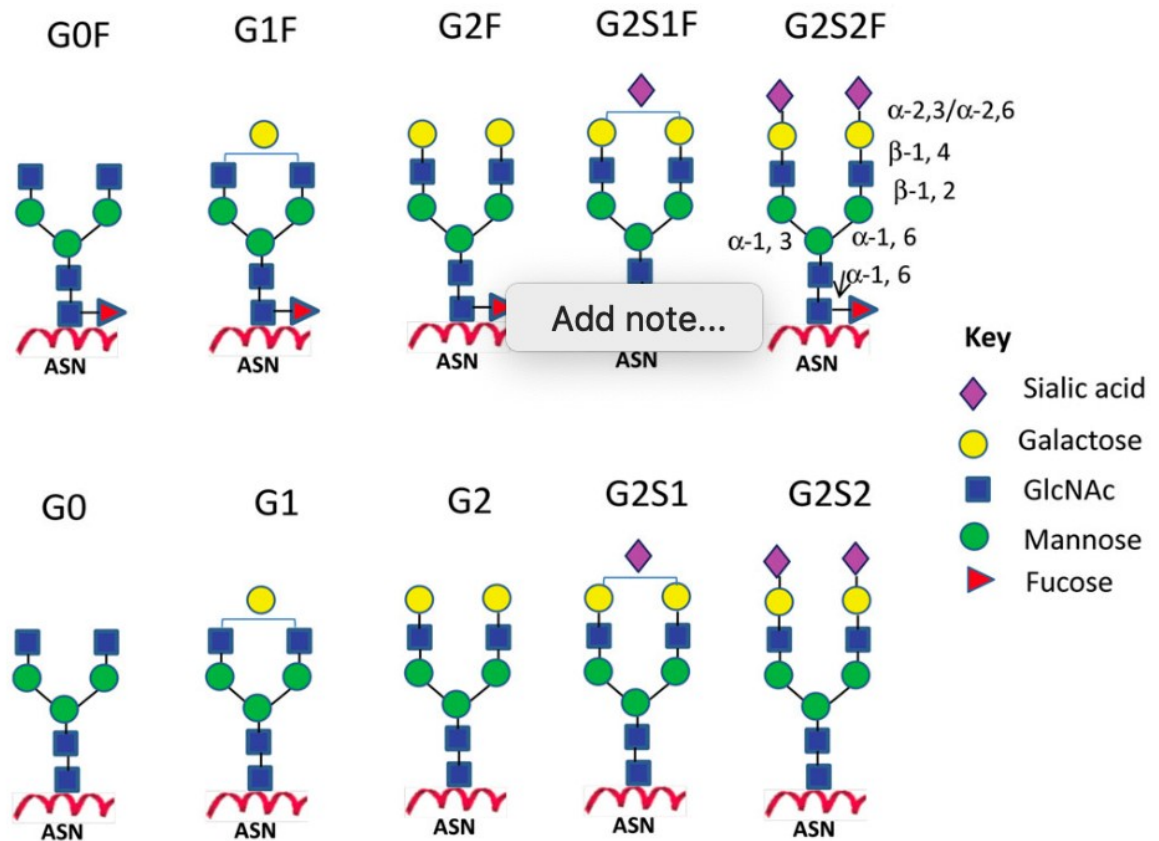 G0F
G1F
G2F
G2S1F
G2S2F
α-2,3/α-2,6
β-1, 4
β-1, 2
α-1, 3
α-1, 6
α-1, 6
Add note...
ASN
ASN
ASN
ASN
ASN
Key
Sialic acid
Galactose
GlcNAc
Mannose
Fucose
G0
G1
G2
G2S1
G2S2
ASN
ASN
ASN
ASN
ASN